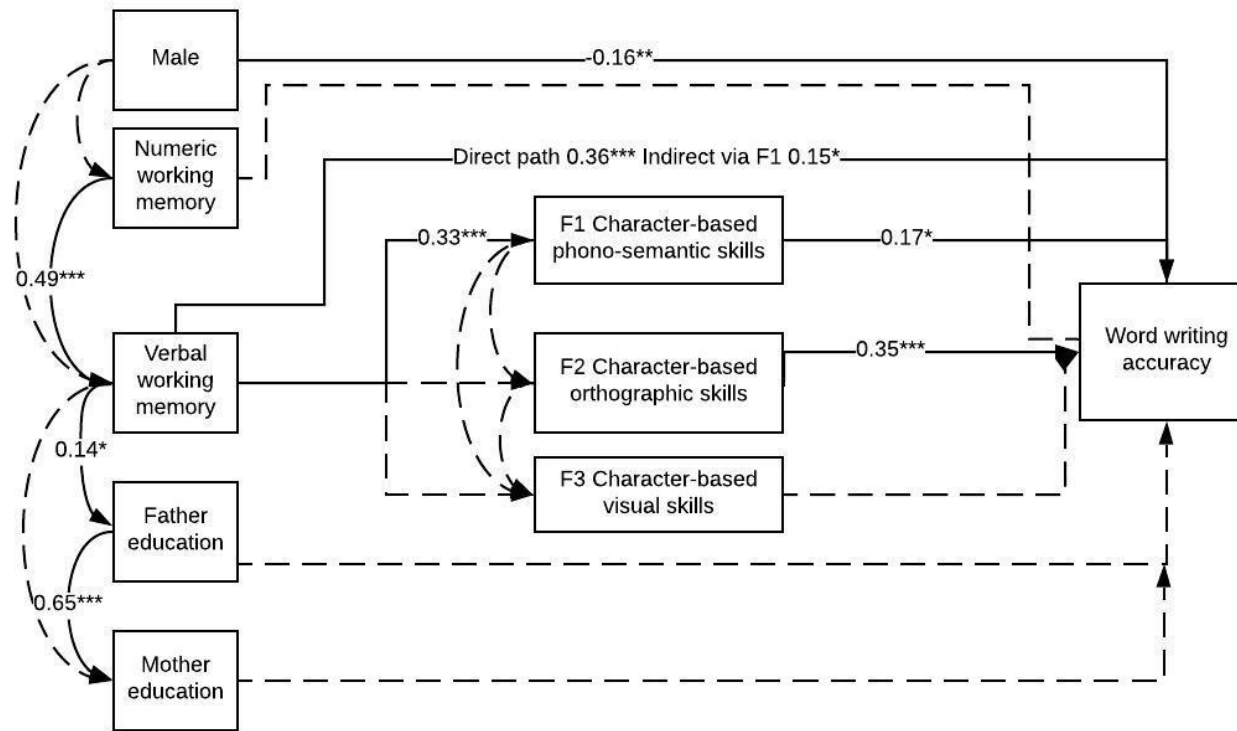 Male
-0.16**
Numeric
working
memory
Direct path 0.36*** Indirect via F1 0.15*
0.33***
F1 Character-based
phono-semantic skills
0.17*
0.49***
Verbal
working
memory
F2 Character-based
orthographic skills
0.35***
Word writing
accuracy
0.14*
F3 Character-based
visual skills
Father
education
0.65***
Mother
education